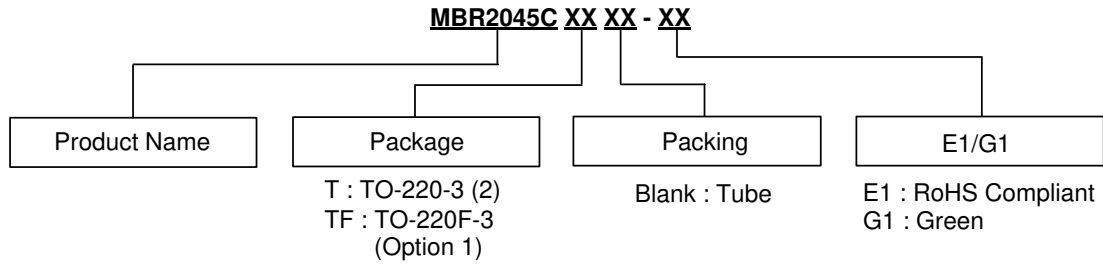 MBR2045C XX XX - XX
Product Name
Package
Packing
E1/G1
T : TO-220-3 (2)
TF : TO-220F-3
(Option 1)
Blank : Tube
E1 : RoHS Compliant
G1 : Green